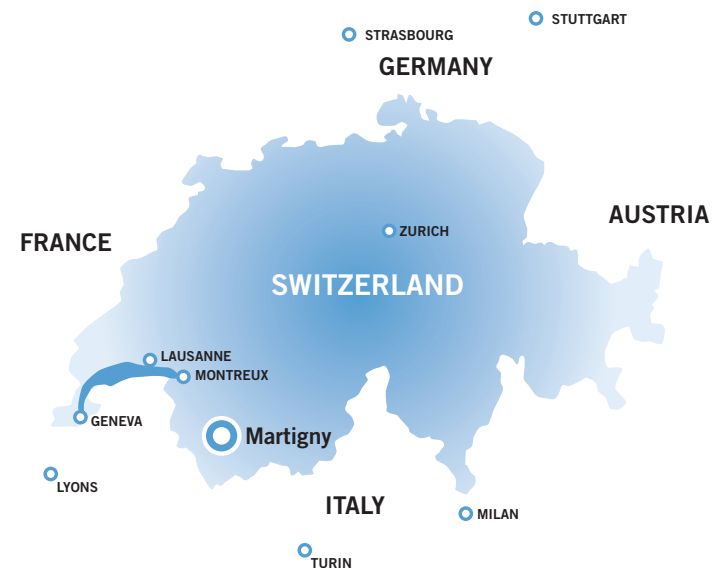 STUTTGART
STRASBOURG
GERMANY
AUSTRIA
ZURICH
FRANCE
SWITZERLAND
LAUSANNE
MONTREUX
GENEVA
Martigny
LYONS
ITALY
MILAN
TURIN